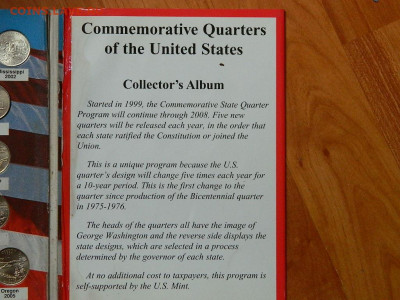 Commemorative Quarters
of the United States
Collector's Album
Started in 1999, the Commemorative State Quarter
Program will continue through 2008. Five new
quarters will be released each year, in the order that
each state ratified the Constitution or joined the
Union.
This is a unique program because the U.S.
quarter's design will change five times each year for
a 10-year period. This is the first change to the
quarter since production of the Bicentennial quarter
in 1975-1976.
The heads of the quarters all have the image of
George Washington and the reverse side displays the
state designs, which are selected in a process
determined by the governor of each state.
At no additional cost to taxpayers, this program is
self-supported by the U.S. Mint.
2002
Oregon
2005